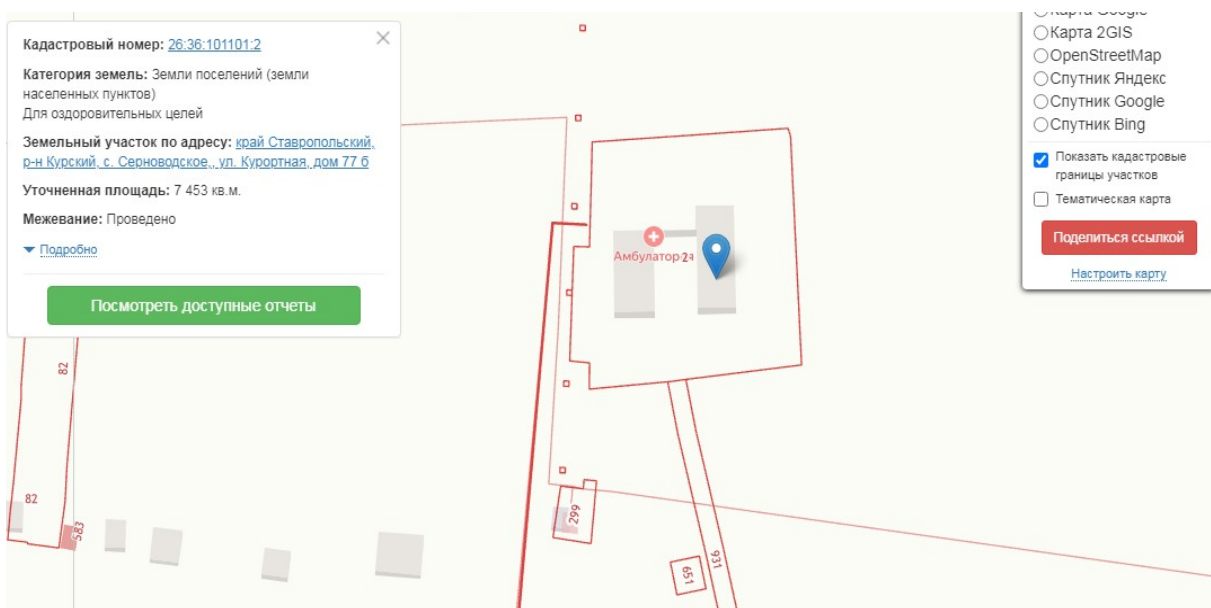 Кадастровый номер: 26:36:101101:2
Категория земель: Земли поселений (земли
населенных пунктов)
Для оздоровительных целей
Земельный участок по адресу: край Ставропольский,
р-н Курский, с. Серноводское,, ул. Курортная, дом 77 б
Уточненная площадь: 7 453 кв.м.
Межевание: Проведено
Подробно
Посмотреть доступные отчеты
Карта Google
Карта 2GIS
OpenStreetMap
Спутник Яндекс
Спутник Google
Спутник Bing
Показать кадастровые
границы участков
Тематическая карта
Поделиться ссылкой
Настроить карту
2
82
82
583
299
651
931